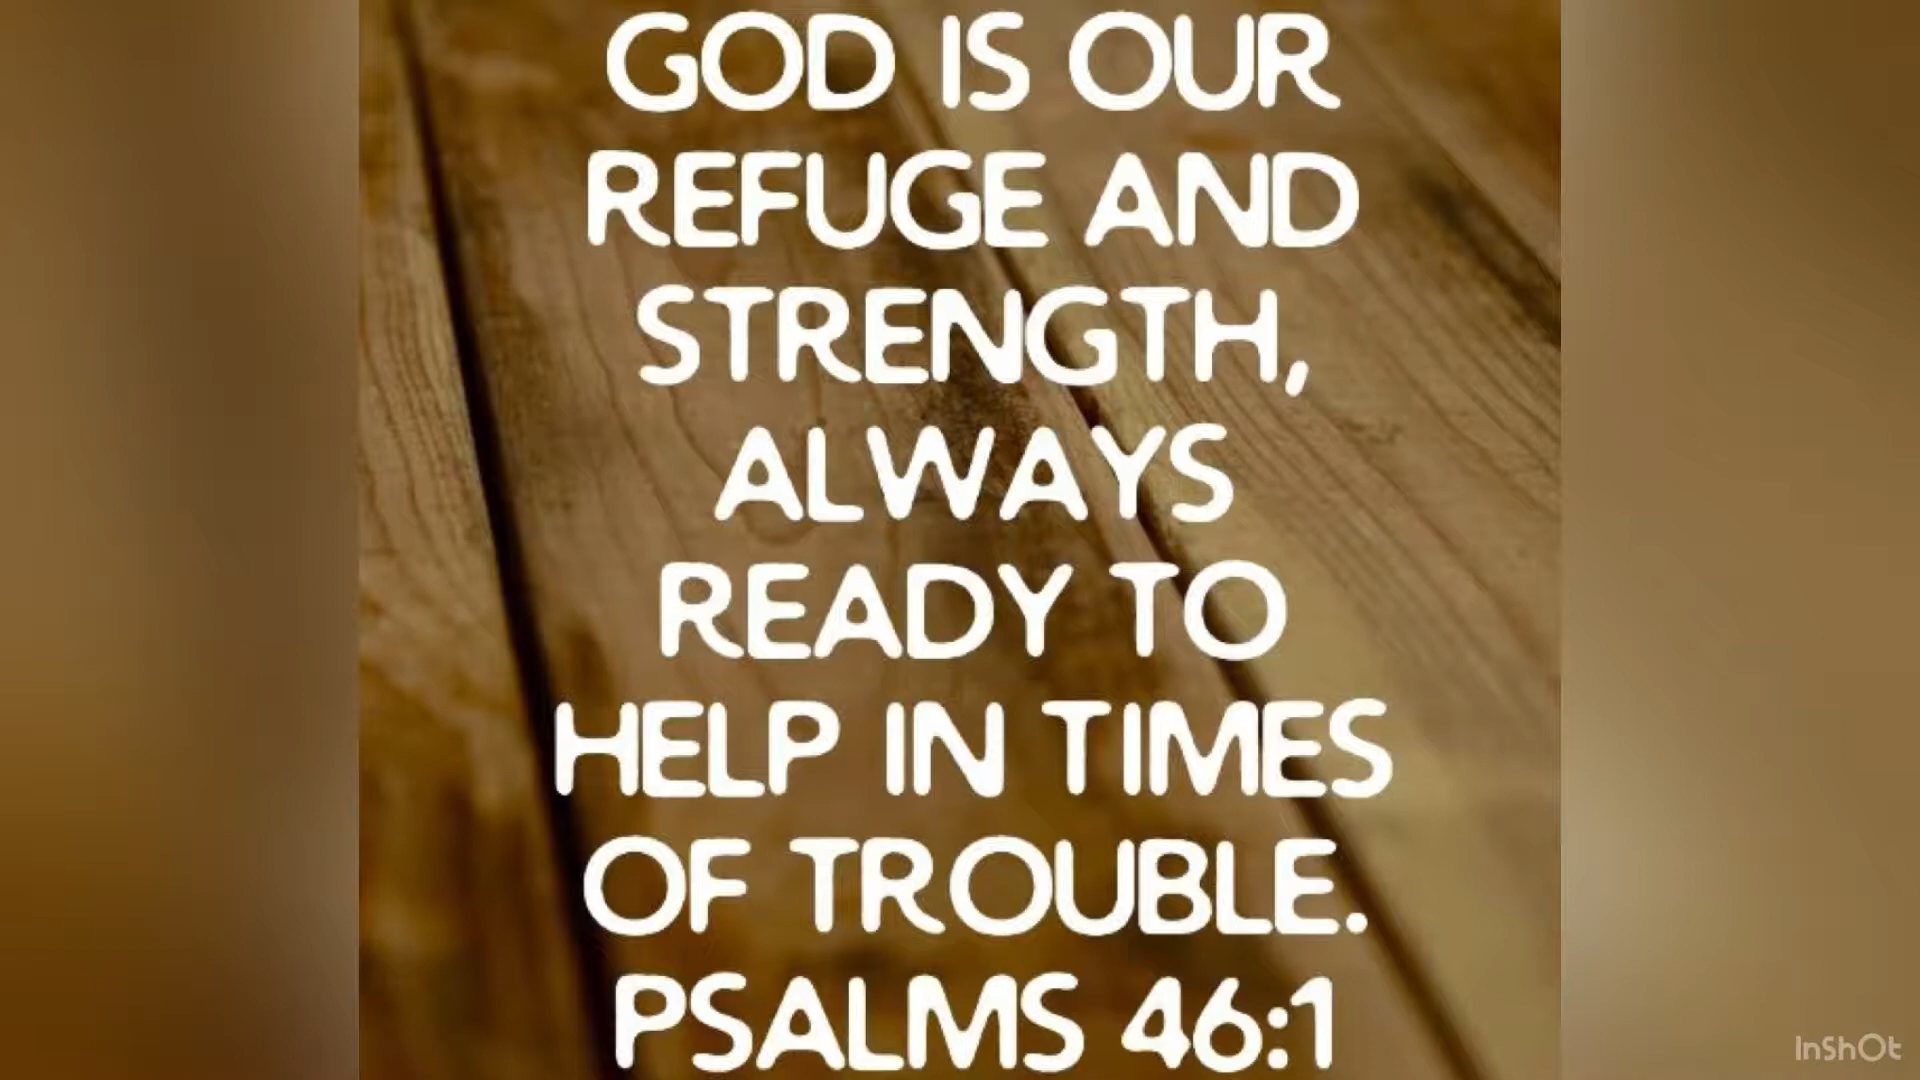 GOD IS OUR
REFUGE AND
STRENGTH,
ALWAYS
READY TO
HELP IN TIMES
OF TROUBLE.
PSALMS 46:1
InShOt